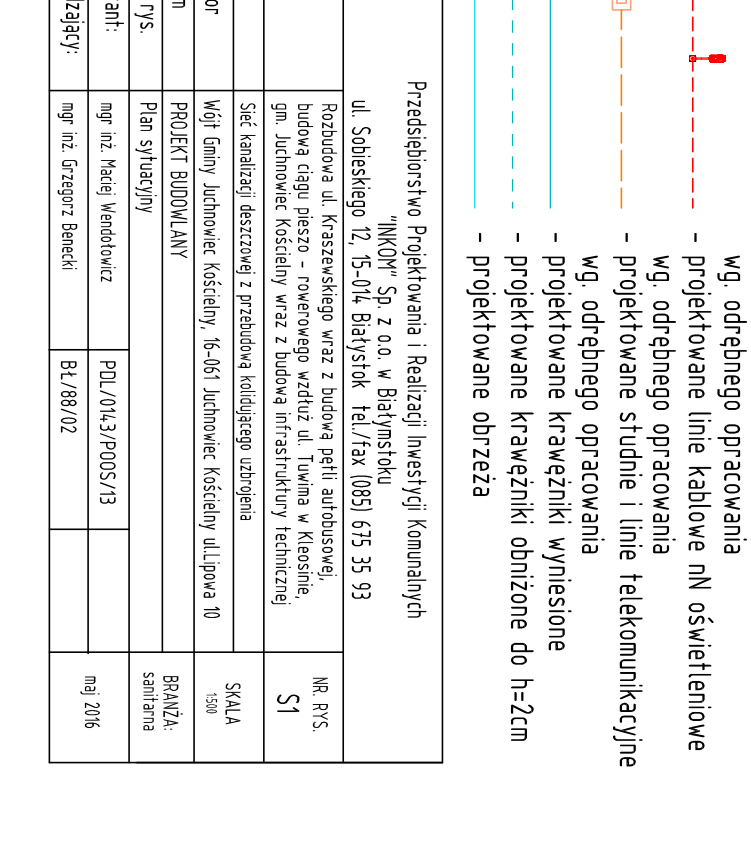 wg. odrębnego opracowania
- projektowane linie kablowe nN oświetleniowe
wg. odrębnego opracowania
- projektowane studnie i linie telekomunikacyjne
wg. odrębnego opracowania
- projektowane krawężniki wyniesione
- projektowane krawężniki obniżone do h=2cm
- projektowane obrzeża
Przedsiębiorstwo Projektowania i Realizacji Inwestycji Komunalnych
"INKOM" Sp. z o.o. w Białymstoku
ul. Sobieskiego 12, 15-014 Białystok tel./fax (085) 675 35 93
Rozbudowa ul. Kraszewskiego wraz z budową pętli autobusowej,
budową ciągu pieszo - rowerowego wzdłuż ul. Tuwima w Kleosinie,
gm. Juchnowiec Kościelny wraz z budową infrastruktury technicznej
NR. RYS.
S1
Sieć kanalizacji deszczowej z przebudową kolidującego uzbrojenia
or
Wójt Gminy Juchnowiec Kościelny, 16-061 Juchnowiec Kościelny ul.Lipowa 10
SKALA
1:500
m
PROJEKT BUDOWLANY
rys.
Plan sytuacyjny
BRANŻA:
sanitarna
ant:
mgr inż. Maciej Wendołowicz
PDL/0143/POOS/13
zający:
mgr inż. Grzegorz Benecki
BŁ/88/02
maj 2016